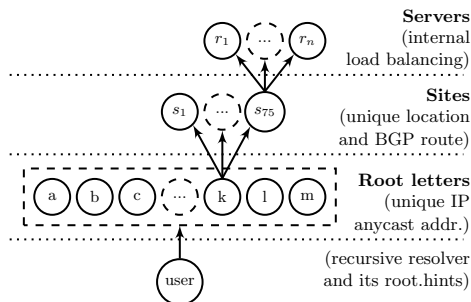 r1 ... rn
Servers
(internal
load balancing)
s1 ... s75
Sites
(unique location
and BGP route)
a b c ... k l m
Root letters
(unique IP
anycast addr.)
user
(recursive resolver
and its root.hints)